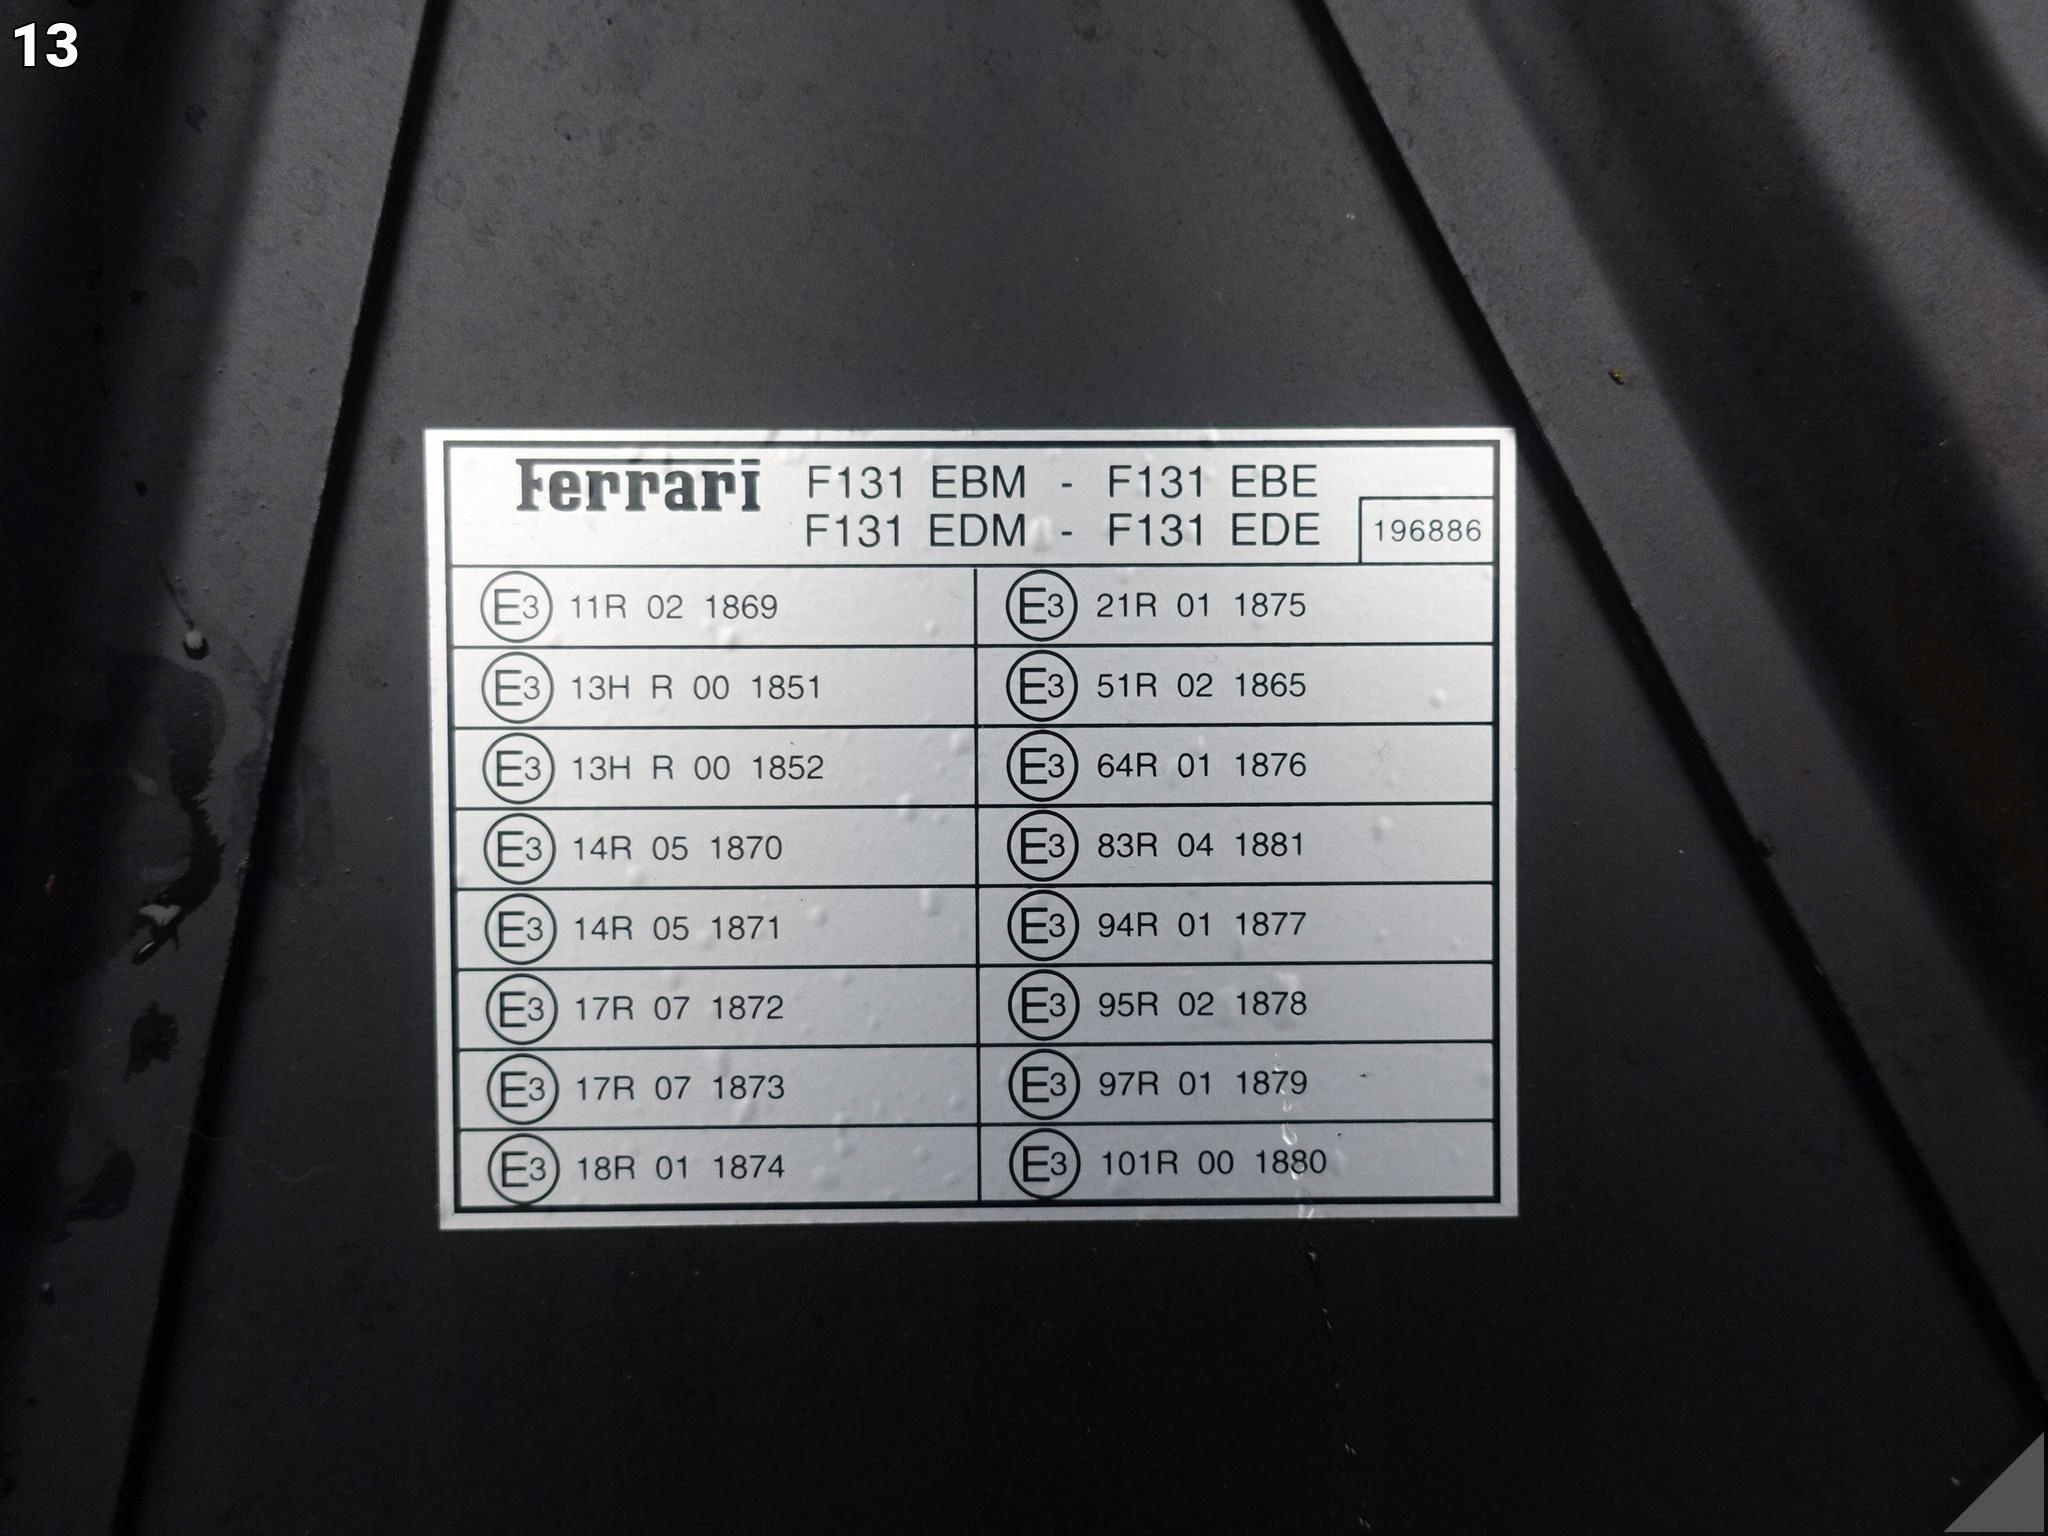 13
Ferrari F131 EBM - F131 EBE
F131 EDM - F131 EDE 196886
E3 11R 02 1869
E3 13H R 00 1851
E3 13H R 00 1852
E3 14R 05 1870
E3 14R 05 1871
E3 17R 07 1872
E3 17R 07 1873
E3 18R 01 1874
E3 21R 01 1875
E3 51R 02 1865
E3 64R 01 1876
E3 83R 04 1881
E3 94R 01 1877
E3 95R 02 1878
E3 97R 01 1879
E3 101R 00 1880